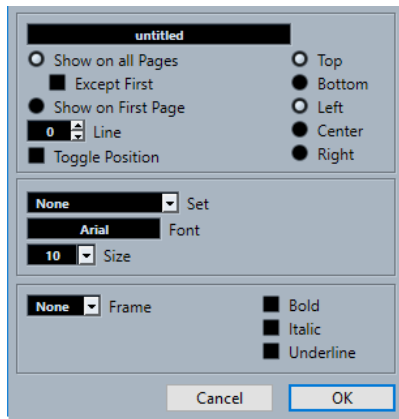 untitled
Show on all Pages
Top
Except First
Bottom
Show on First Page
Left
0 Line
Center
Toggle Position
Right
None Set
Arial Font
10 Size
None Frame
Bold
Italic
Underline
Cancel OK